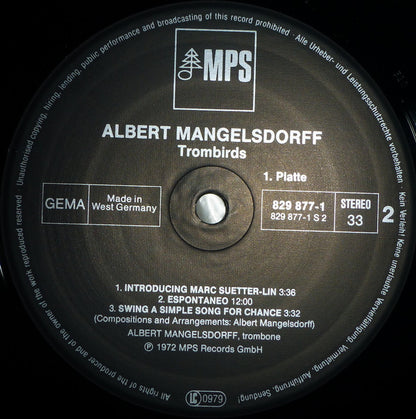 MPS
ALBERT MANGELSDORFF
Trombirds
1. Platte
GEMA
Made in
West Germany
829 877-1
829 877-1 S 2
STEREO
33
2
1. INTRODUCING MARC SUETTER-LIN 3:36
2. ESPONTANEO 12:00
3. SWING A SIMPLE SONG FOR CHANCE 3:32
(Compositions and Arrangements: Albert Mangelsdorff)
ALBERT MANGELSDORFF, trombone
Ⓟ 1972 MPS Records GmbH
All rights of the producer and of the owner of the work reproduced reserved · Unauthorised copying, hiring, lending, public performance and broadcasting of this record prohibited · Alle Urheber- und Leistungsschutzrechte vorbehalten · Kein Verleih! Keine unerlaubte Vervielfältigung, Vermietung, Aufführung, Sendung!
LC 0979